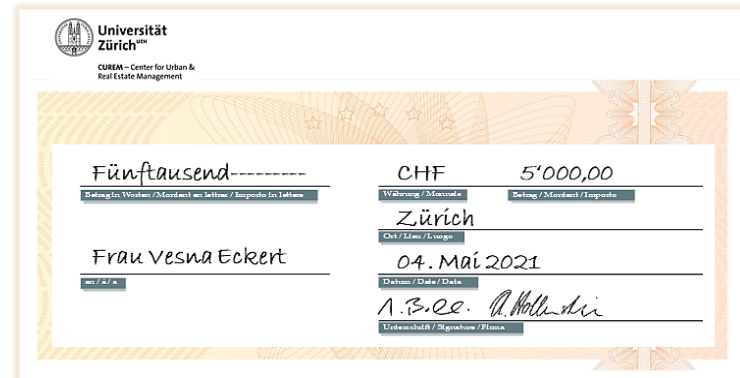 Universität
Zürich UZH
CUREM – Center for Urban &
Real Estate Management
Fünftausend---------
Betrag in Worten / Montant en lettres / Importo in lettere
CHF 5'000,00
Währung / Monnaie Betrag / Montant / Importo
Zürich
Ort / Lieu / Luogo
Frau Vesna Eckert
an / à / a
04. Mai 2021
Datum / Date / Data
Unterschrift / Signature / Firma